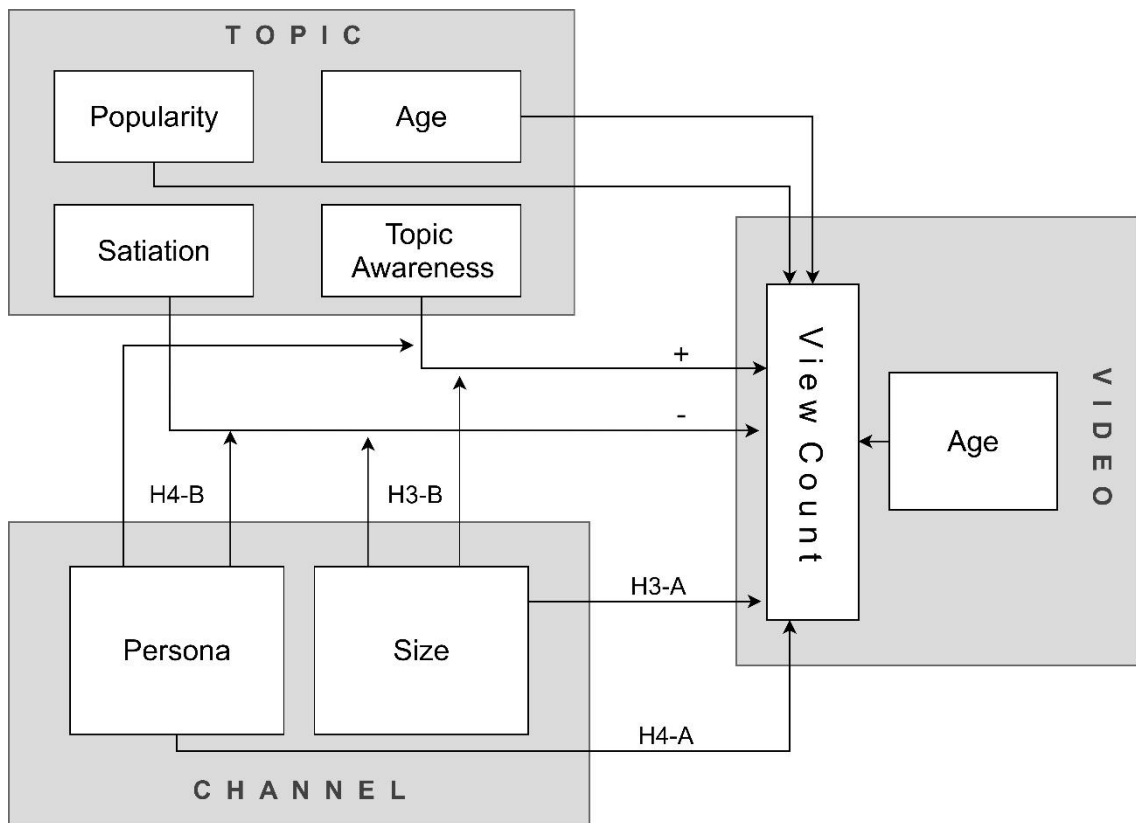 TOPIC
Popularity
Age
Satiation
Topic
Awareness
+
-
View Count
Age
VIDEO
H4-B
H3-B
H3-A
Persona
Size
H4-A
CHANNEL